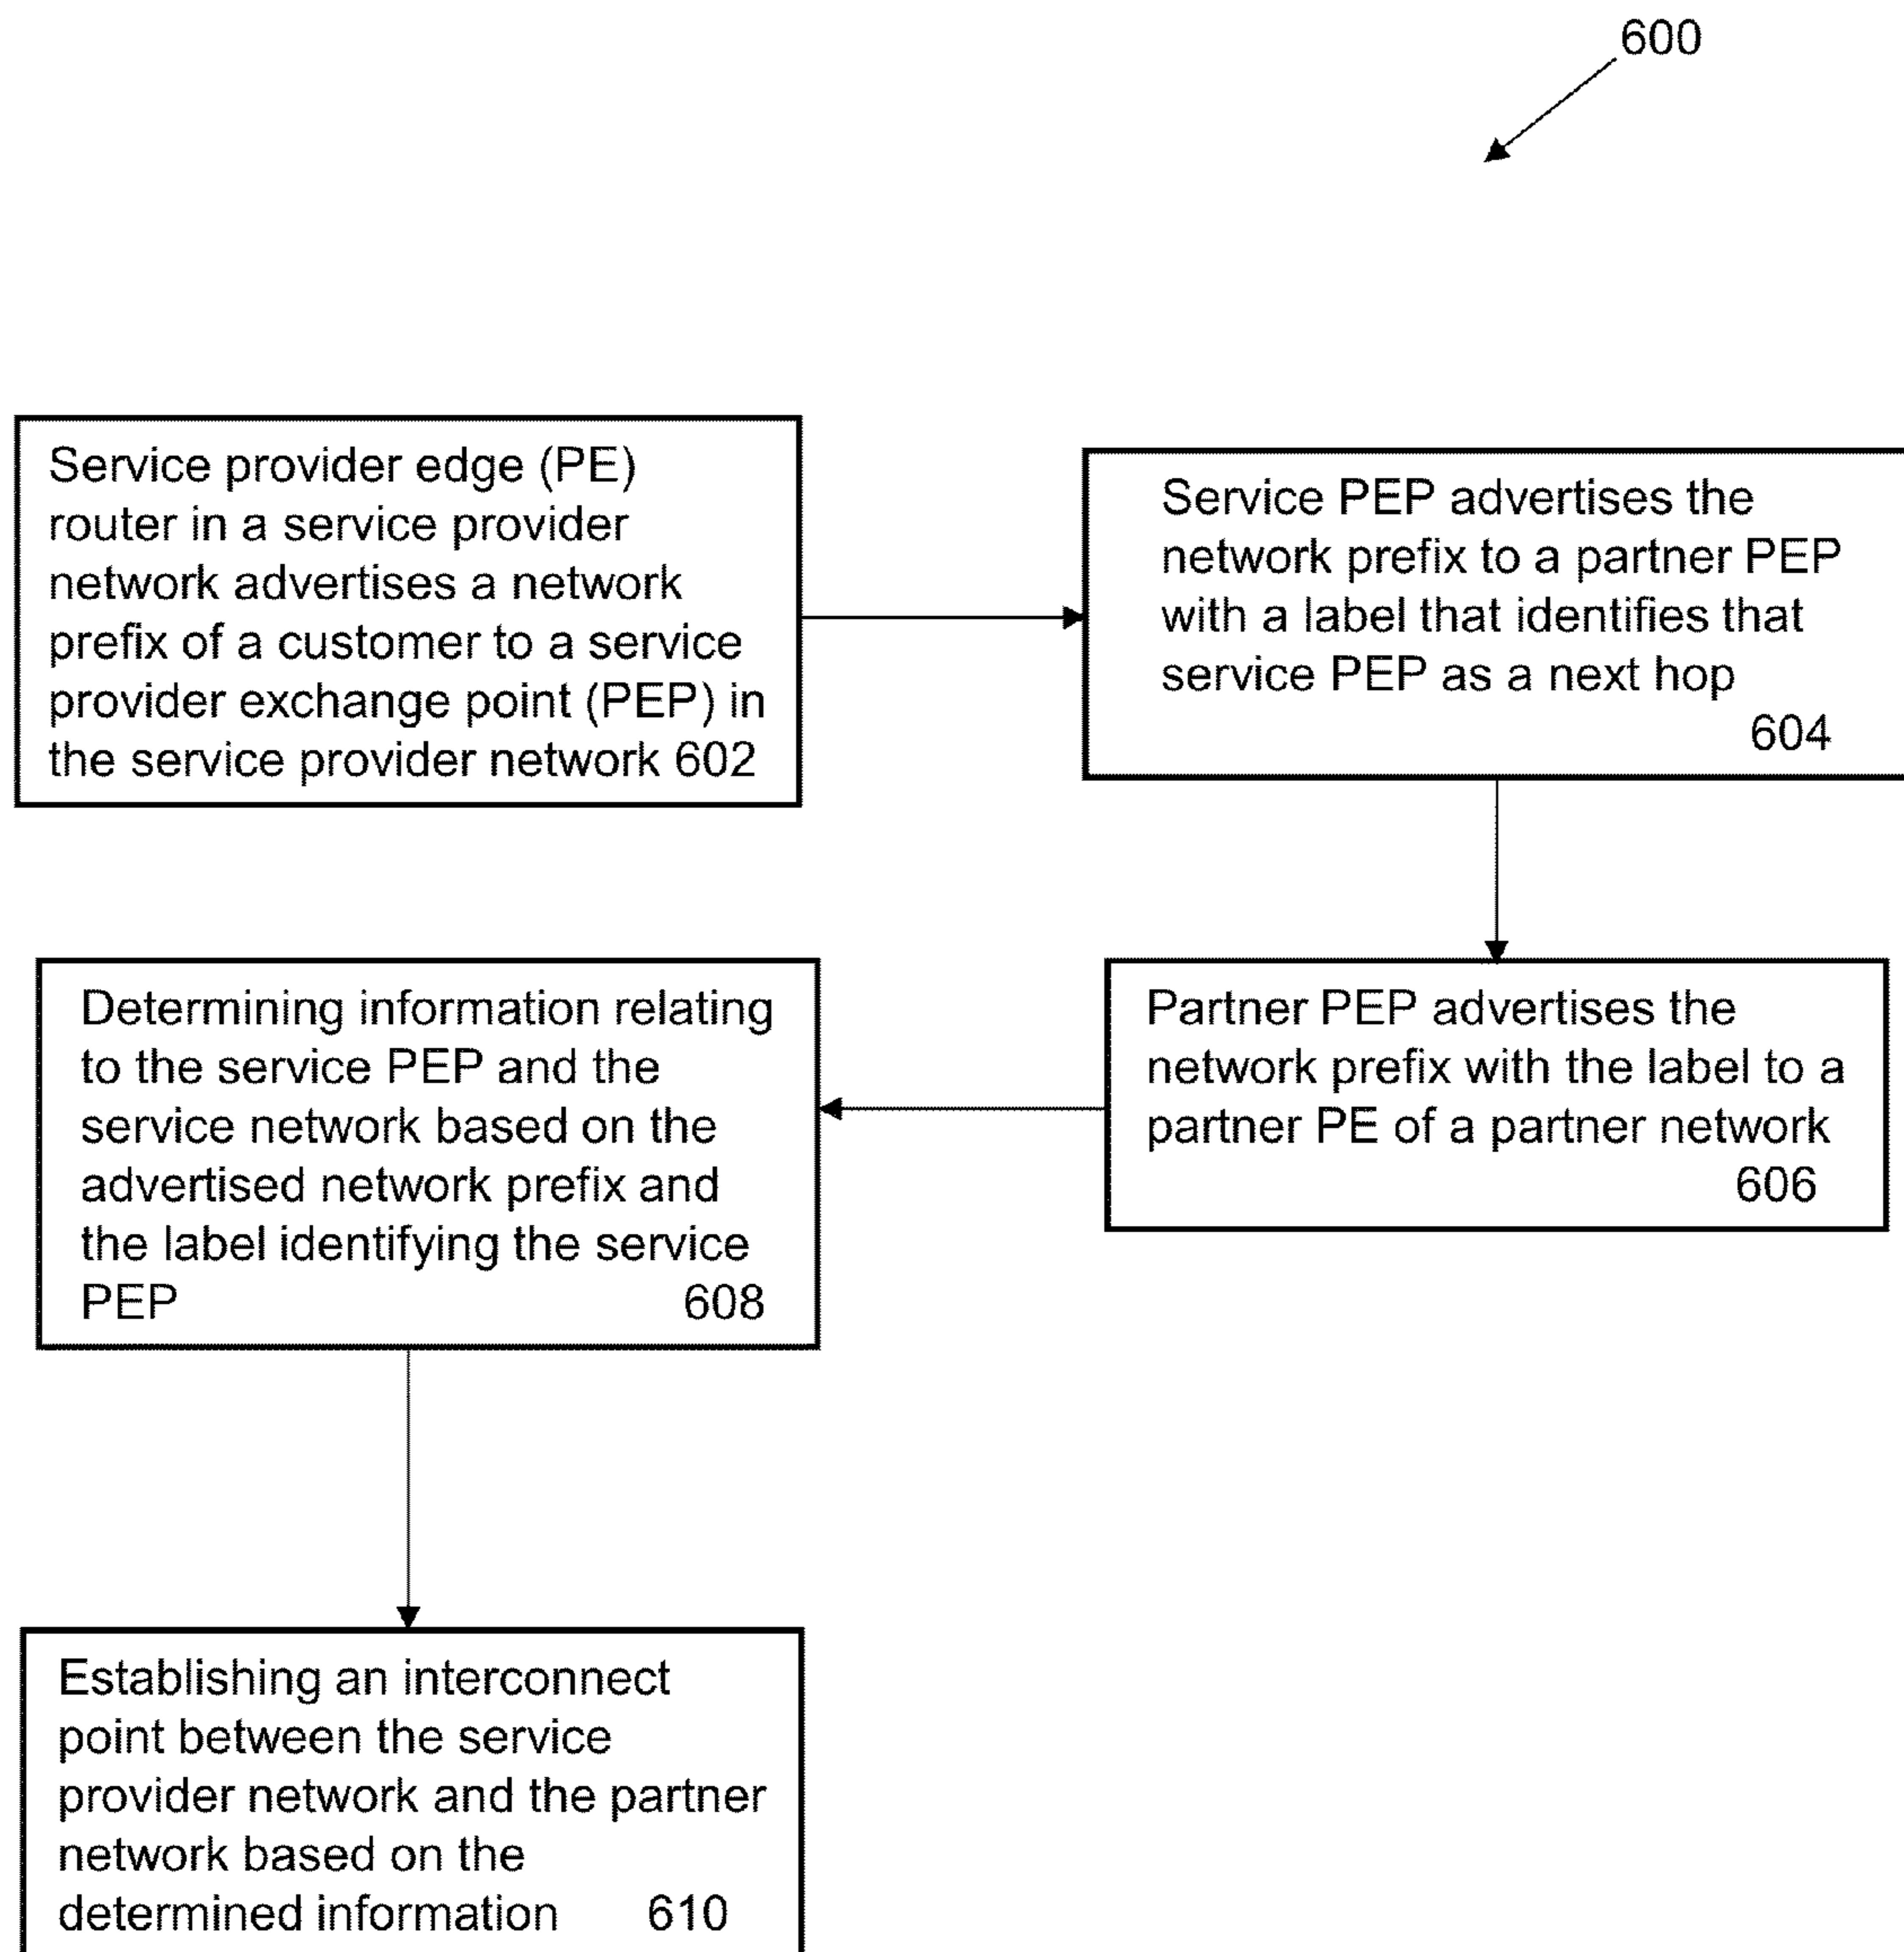 600
Service provider edge (PE)
router in a service provider
network advertises a network
prefix of a customer to a service
provider exchange point (PEP) in
the service provider network 602
Service PEP advertises the
network prefix to a partner PEP
with a label that identifies that
service PEP as a next hop
604
Partner PEP advertises the
network prefix with the label to a
partner PE of a partner network
606
Determining information relating
to the service PEP and the
service network based on the
advertised network prefix and
the label identifying the service
PEP 608
Establishing an interconnect
point between the service
provider network and the partner
network based on the
determined information 610